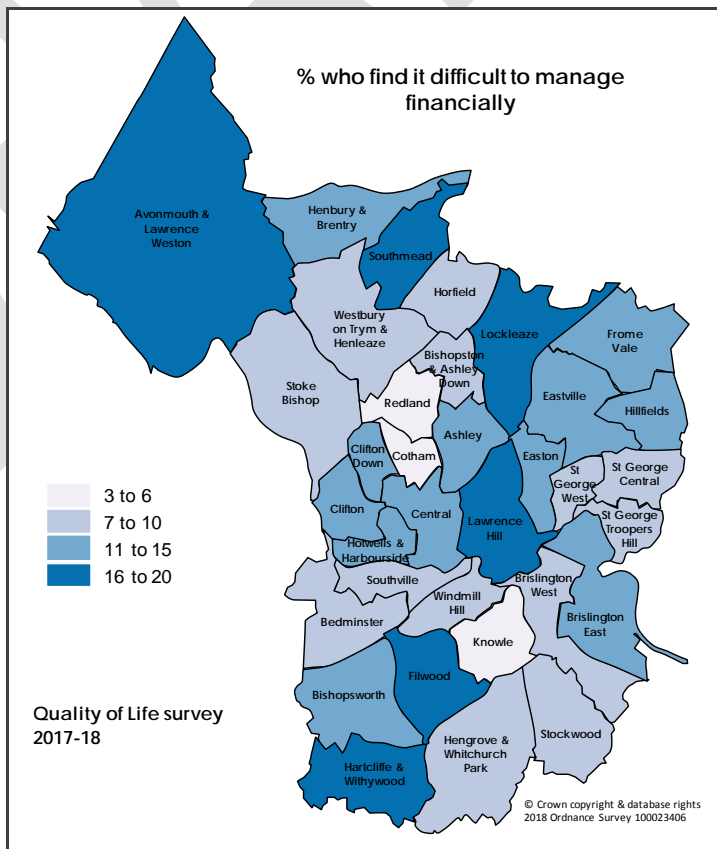 % who find it difficult to manage
financially
Avonmouth &
Lawrence
Weston
Henbury &
Brentry
Southmead
Horfield
Westbury
on Trym &
Henleaze
Lockleaze
Frome
Vale
Bishopston
& Ashley
Down
Stoke
Bishop
Redland
Eastville
Hillfields
Clifton
Down
Cotham
Ashley
Easton
St
George
West
St George
Central
Clifton
Central
Lawrence
Hill
St George
Troopers
Hill
Hotwells &
Harbourside
3 to 6
7 to 10
11 to 15
16 to 20
Southville
Windmill
Hill
Brislington
West
Bedminster
Knowle
Brislington
East
Bishopsworth
Filwood
Quality of Life survey
2017-18
Hengrove &
Whitchurch
Park
Stockwood
Hartcliffe &
Withywood
© Crown copyright & database rights
2018 Ordnance Survey 100023406